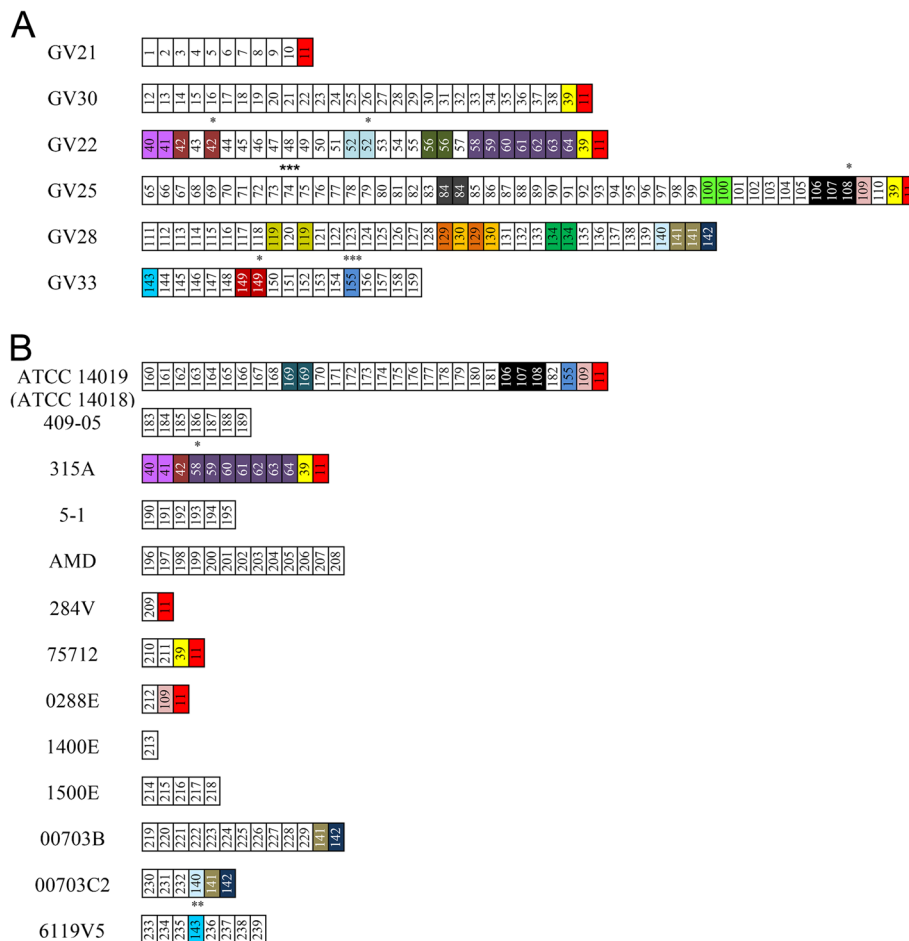 A
GV21 1 2 3 4 5 6 7 8 9 10 11
GV30 12 13 14 15 16 17 18 19 20 21 22 23 24 25 26 27 28 29 30 31 32 33 34 35 36 37 38 39 11
* *
GV22 40 41 42 43 42 44 45 46 47 48 49 50 51 52 52 53 54 55 56 56 57 58 59 60 61 62 63 64 39 11
*** *
GV25 65 66 67 68 69 70 71 72 73 74 75 76 77 78 79 80 81 82 83 84 84 85 86 87 88 89 90 91 92 93 94 95 96 97 98 99 100 100 101 102 103 104 105 106 107 108 109 110 39 11
GV28 111 112 113 114 115 116 117 118 119 120 119 121 122 123 124 125 126 127 128 129 130 129 130 131 132 133 134 134 135 136 137 138 139 140 141 141 142
* ***
GV33 143 144 145 146 147 148 149 149 150 151 152 153 154 155 156 157 158 159
B
ATCC 14019 160 161 162 163 164 165 166 167 168 169 169 170 171 172 173 174 175 176 177 178 179 180 181 106 107 108 182 155 109 11
(ATCC 14018)
409-05 183 184 185 186 187 188 189
*
315A 40 41 42 58 59 60 61 62 63 64 39 11
5-1 190 191 192 193 194 195
AMD 196 197 198 199 200 201 202 203 204 205 206 207 208
284V 209 11
75712 210 211 39 11
0288E 212 109 11
1400E 213
1500E 214 215 216 217 218
00703B 219 220 221 222 223 224 225 226 227 228 229 141 142
00703C2 230 231 232 140 141 142
**
6119V5 233 234 235 143 236 237 238 239